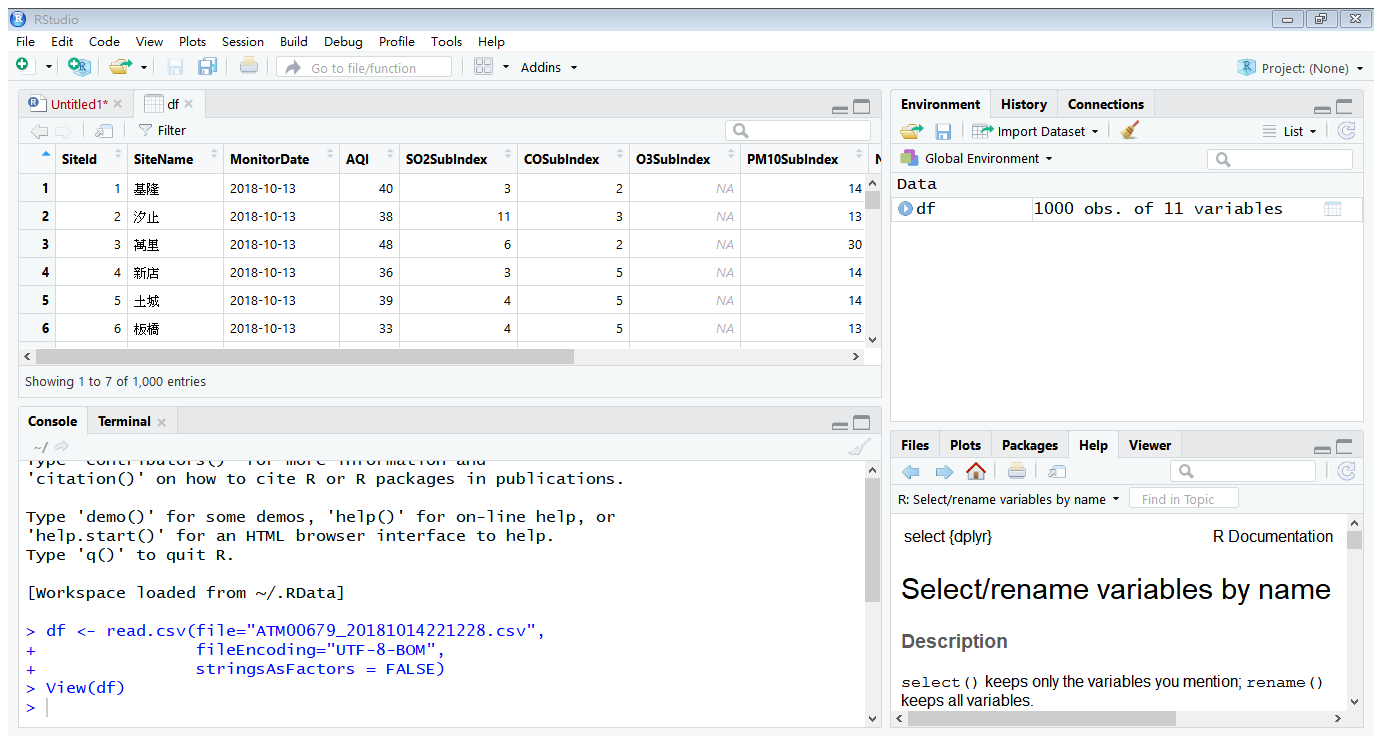 RStudio
File Edit Code View Plots Session Build Debug Profile Tools Help
Go to file/function Addins Project: (None)
Untitled1* df
Filter
SiteId SiteName MonitorDate AQI SO2SubIndex COSubIndex O3SubIndex PM10SubIndex N
1 1 基隆 2018-10-13 40 3 2 NA 14
2 2 汐止 2018-10-13 38 11 3 NA 13
3 3 萬里 2018-10-13 48 6 2 NA 30
4 4 新店 2018-10-13 36 3 5 NA 14
5 5 土城 2018-10-13 39 4 5 NA 14
6 6 板橋 2018-10-13 33 4 5 NA 13
Showing 1 to 7 of 1,000 entries
Console Terminal
~/
Type 'contributors()' for more information and
'citation()' on how to cite R or R packages in publications.
Type 'demo()' for some demos, 'help()' for on-line help, or
'help.start()' for an HTML browser interface to help.
Type 'q()' to quit R.
[Workspace loaded from ~/.RData]
> df <- read.csv(file="ATM00679_20181014221228.csv",
+ fileEncoding="UTF-8-BOM",
+ stringsAsFactors = FALSE)
> View(df)
>
Environment History Connections
Import Dataset List
Global Environment
Data
df 1000 obs. of 11 variables
Files Plots Packages Help Viewer
R: Select/rename variables by name Find in Topic
select {dplyr} R Documentation
Select/rename variables by name
Description
select() keeps only the variables you mention; rename()
keeps all variables.